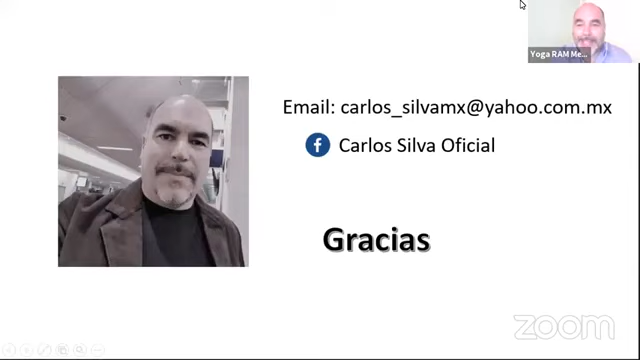 Yoga RAM Me...
Email: carlos_silvamx@yahoo.com.mx
f Carlos Silva Oficial
Gracias
zoom